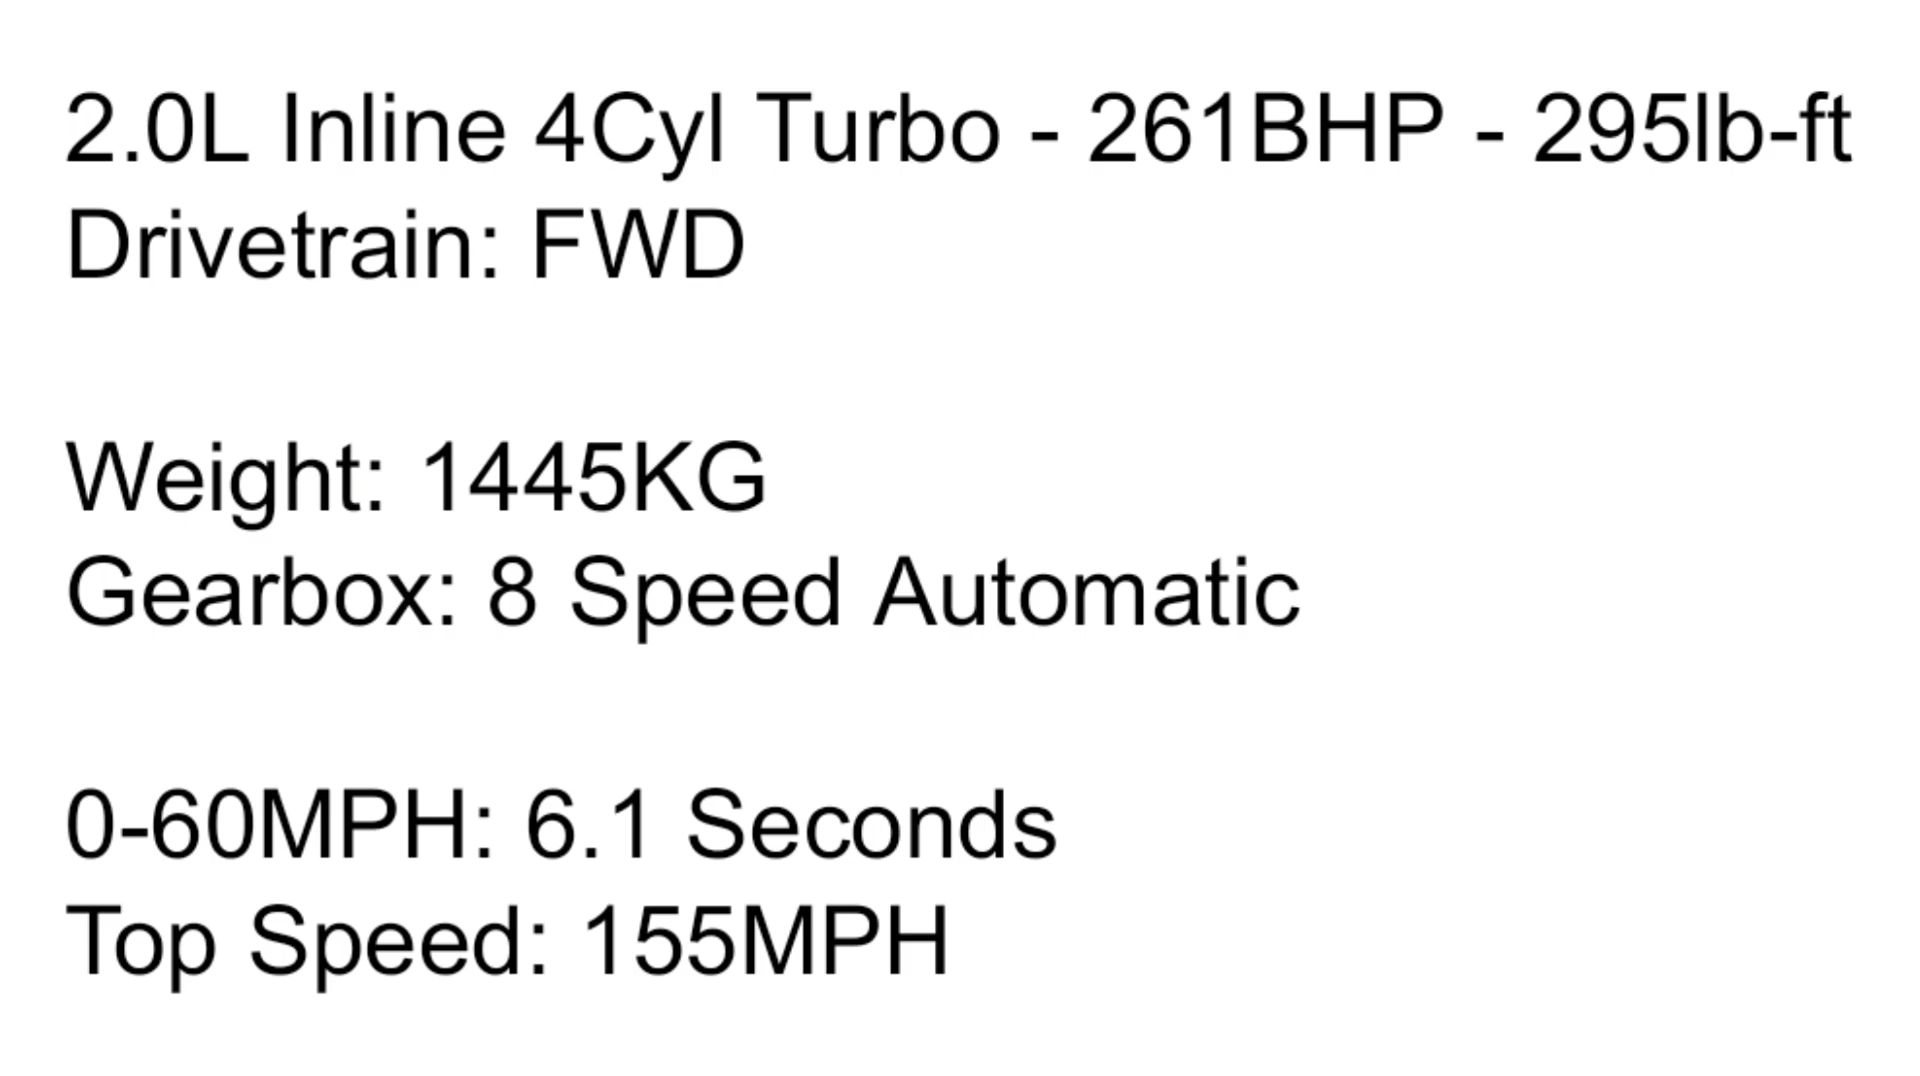 2.0L Inline 4Cyl Turbo - 261BHP - 295lb-ft
Drivetrain: FWD
Weight: 1445KG
Gearbox: 8 Speed Automatic
0-60MPH: 6.1 Seconds
Top Speed: 155MPH